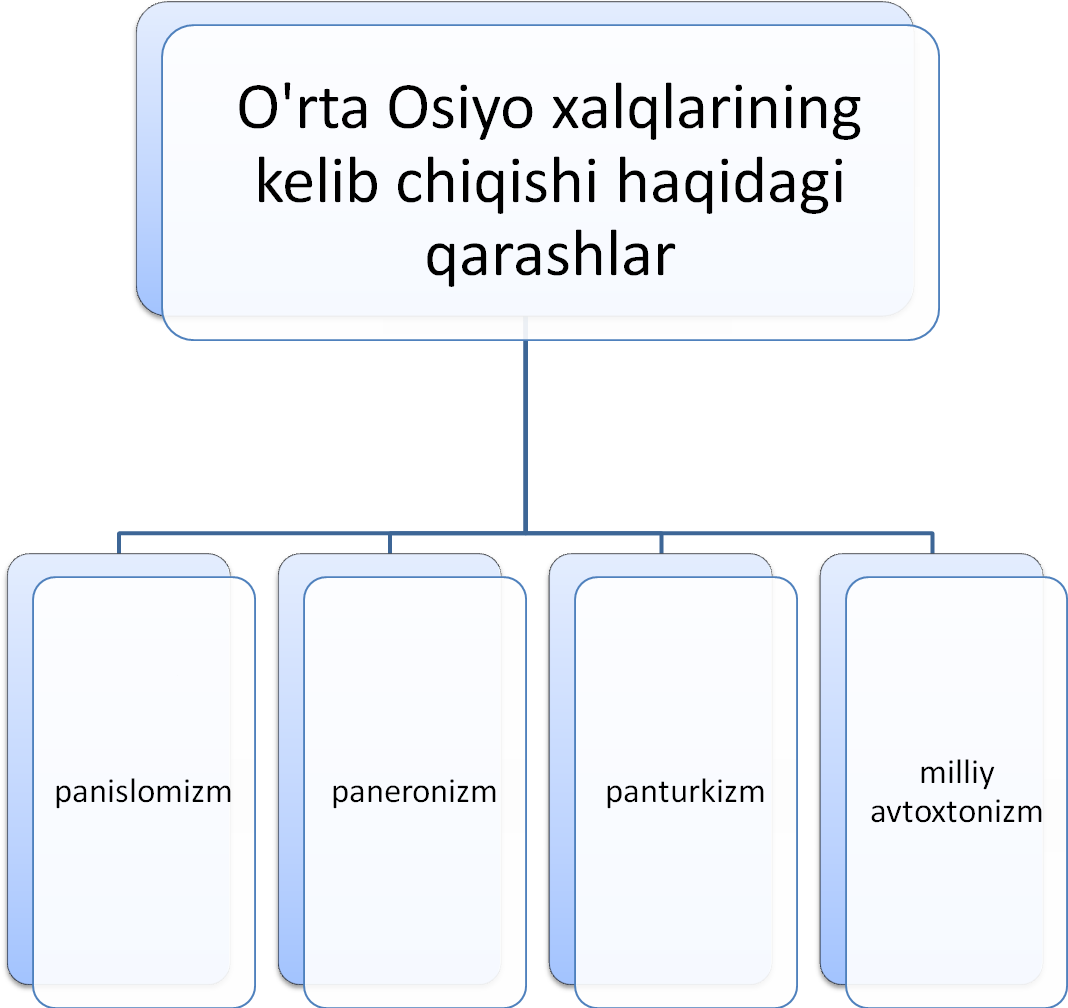 O'rta Osiyo xalqlarining
kelib chiqishi haqidagi
qarashlar
panislomizm
paneronizm
panturkizm
milliy
avtoxtonizm